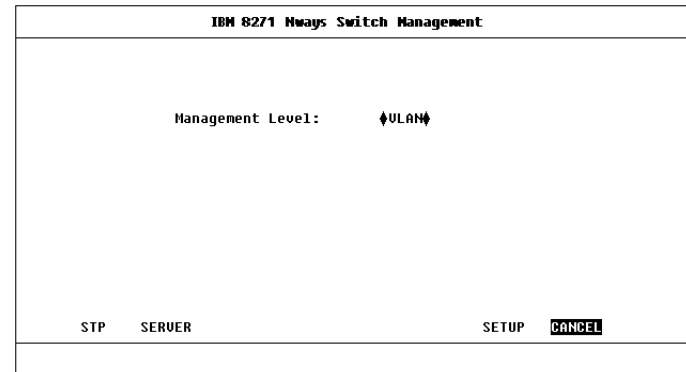 IBM 8271 Nways Switch Management
Management Level: ♦VLAN♦
STP SERVER SETUP CANCEL